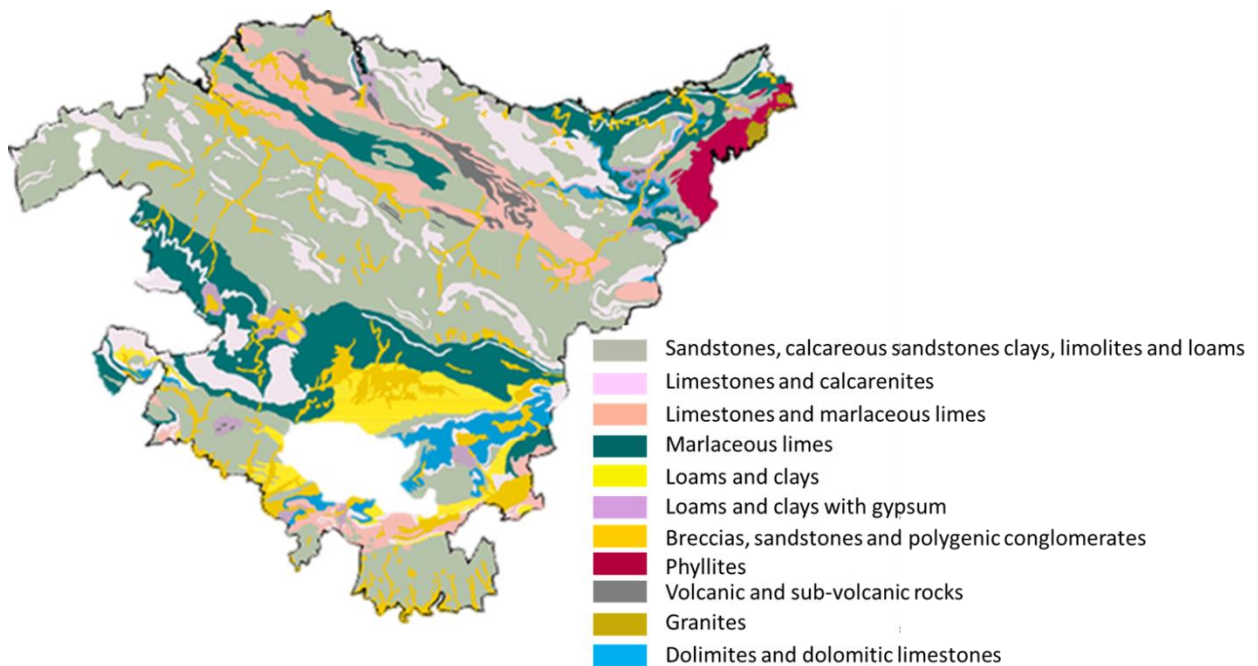 Sandstones, calcareous sandstones clays, limolites and loams
Limestones and calcarenites
Limestones and marlaceous limes
Marlaceous limes
Loams and clays
Loams and clays with gypsum
Breccias, sandstones and polygenic conglomerates
Phyllites
Volcanic and sub-volcanic rocks
Granites
Dolimites and dolomitic limestones